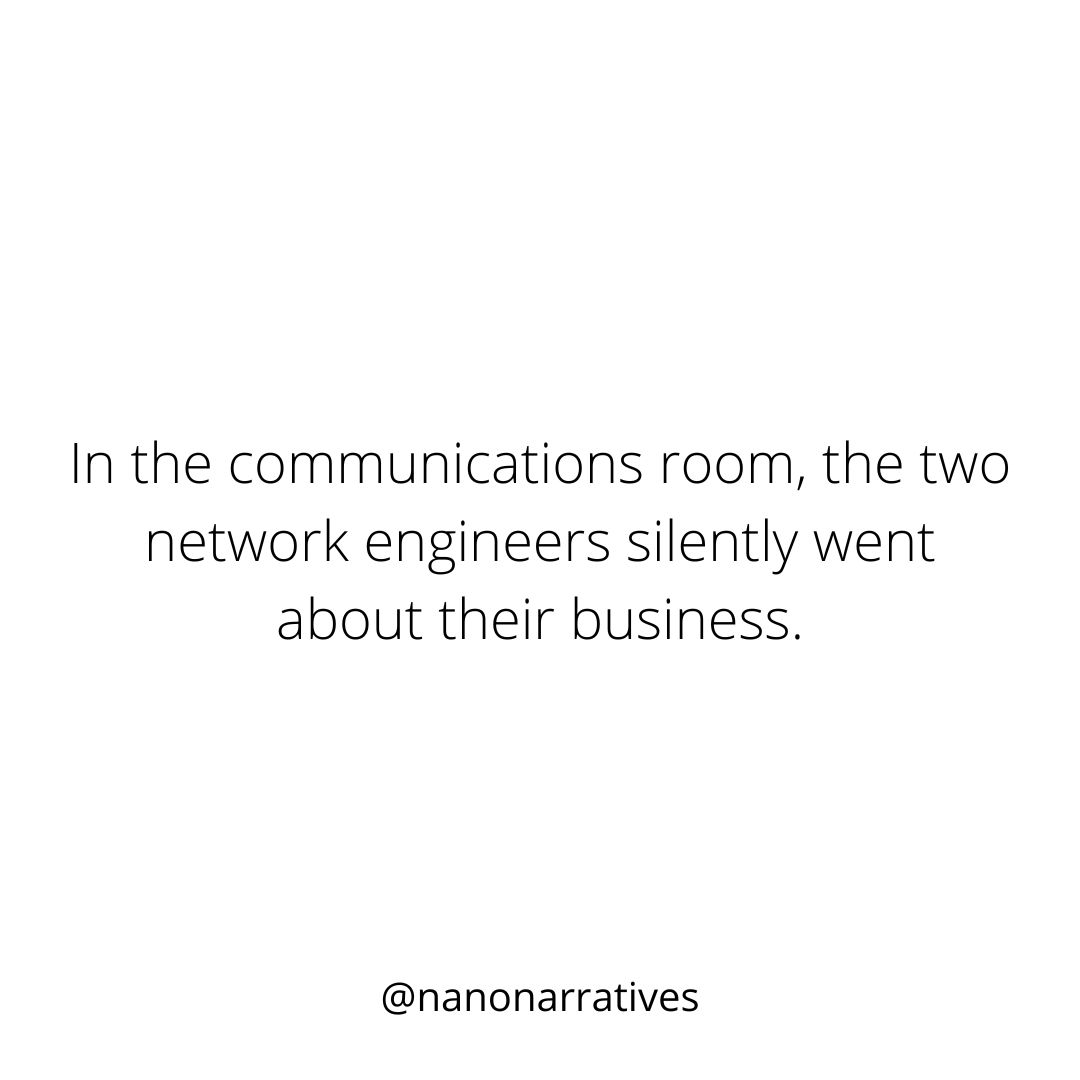 In the communications room, the two
network engineers silently went
about their business.
@nanonarratives